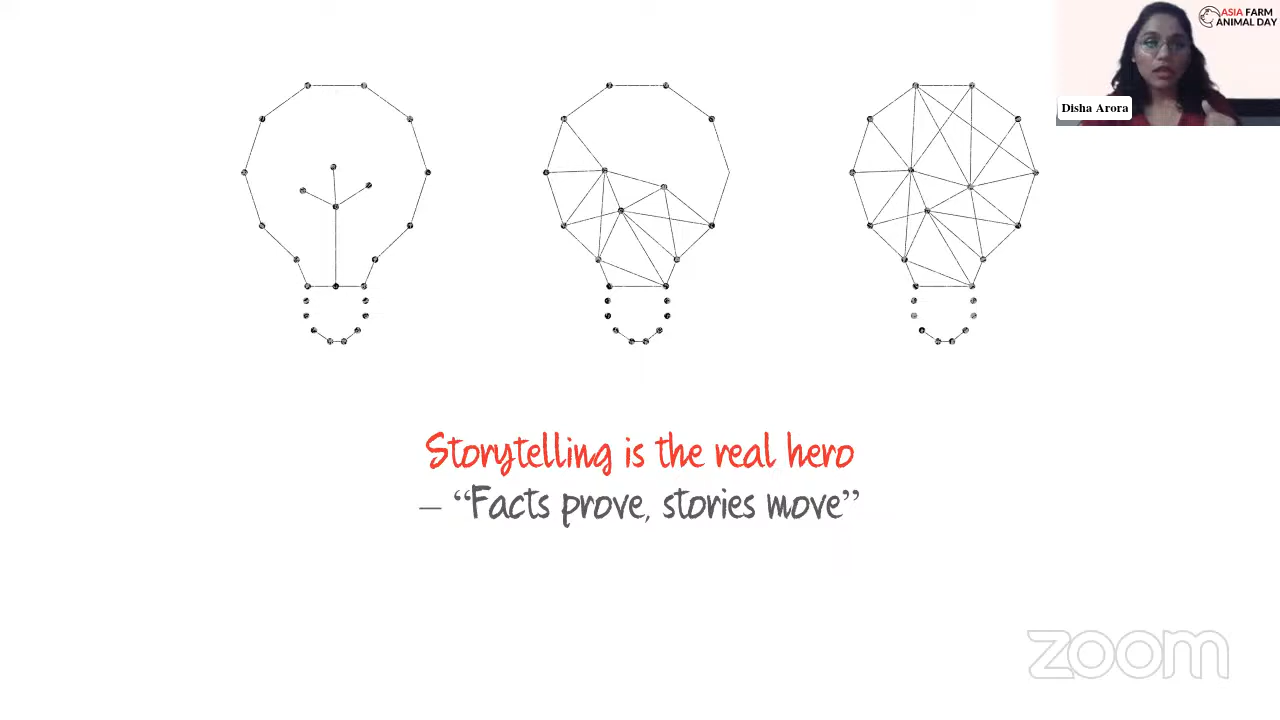 ASIA FARM
ANIMAL DAY
Disha Arora
Storytelling is the real hero
– “Facts prove, stories move”
zoom